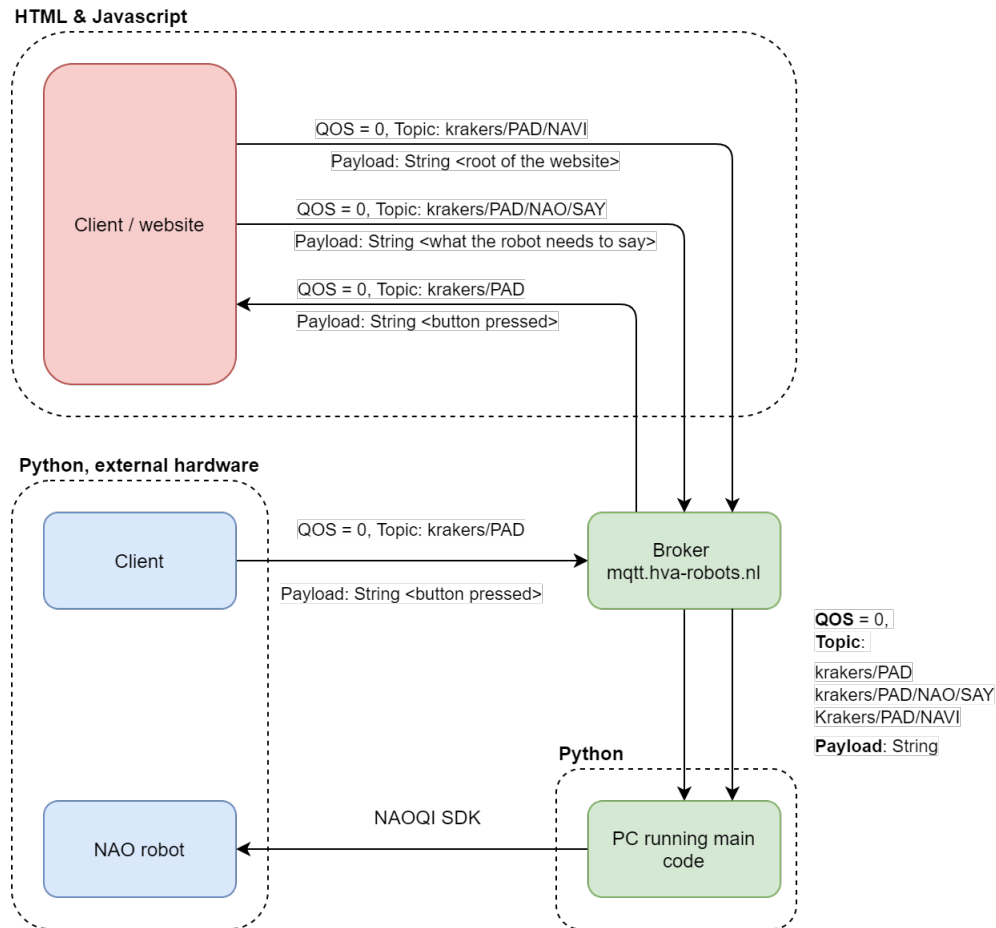 HTML & Javascript
QOS = 0, Topic: krakers/PAD/NAVI
Payload: String <root of the website>
Client / website
QOS = 0, Topic: krakers/PAD/NAO/SAY
Payload: String <what the robot needs to say>
QOS = 0, Topic: krakers/PAD
Payload: String <button pressed>
Python, external hardware
Client
QOS = 0, Topic: krakers/PAD
Payload: String <button pressed>
Broker
mqtt.hva-robots.nl
QOS = 0,
Topic:
krakers/PAD
krakers/PAD/NAO/SAY
Krakers/PAD/NAVI
Payload: String
Python
NAOQI SDK
NAO robot
PC running main
code